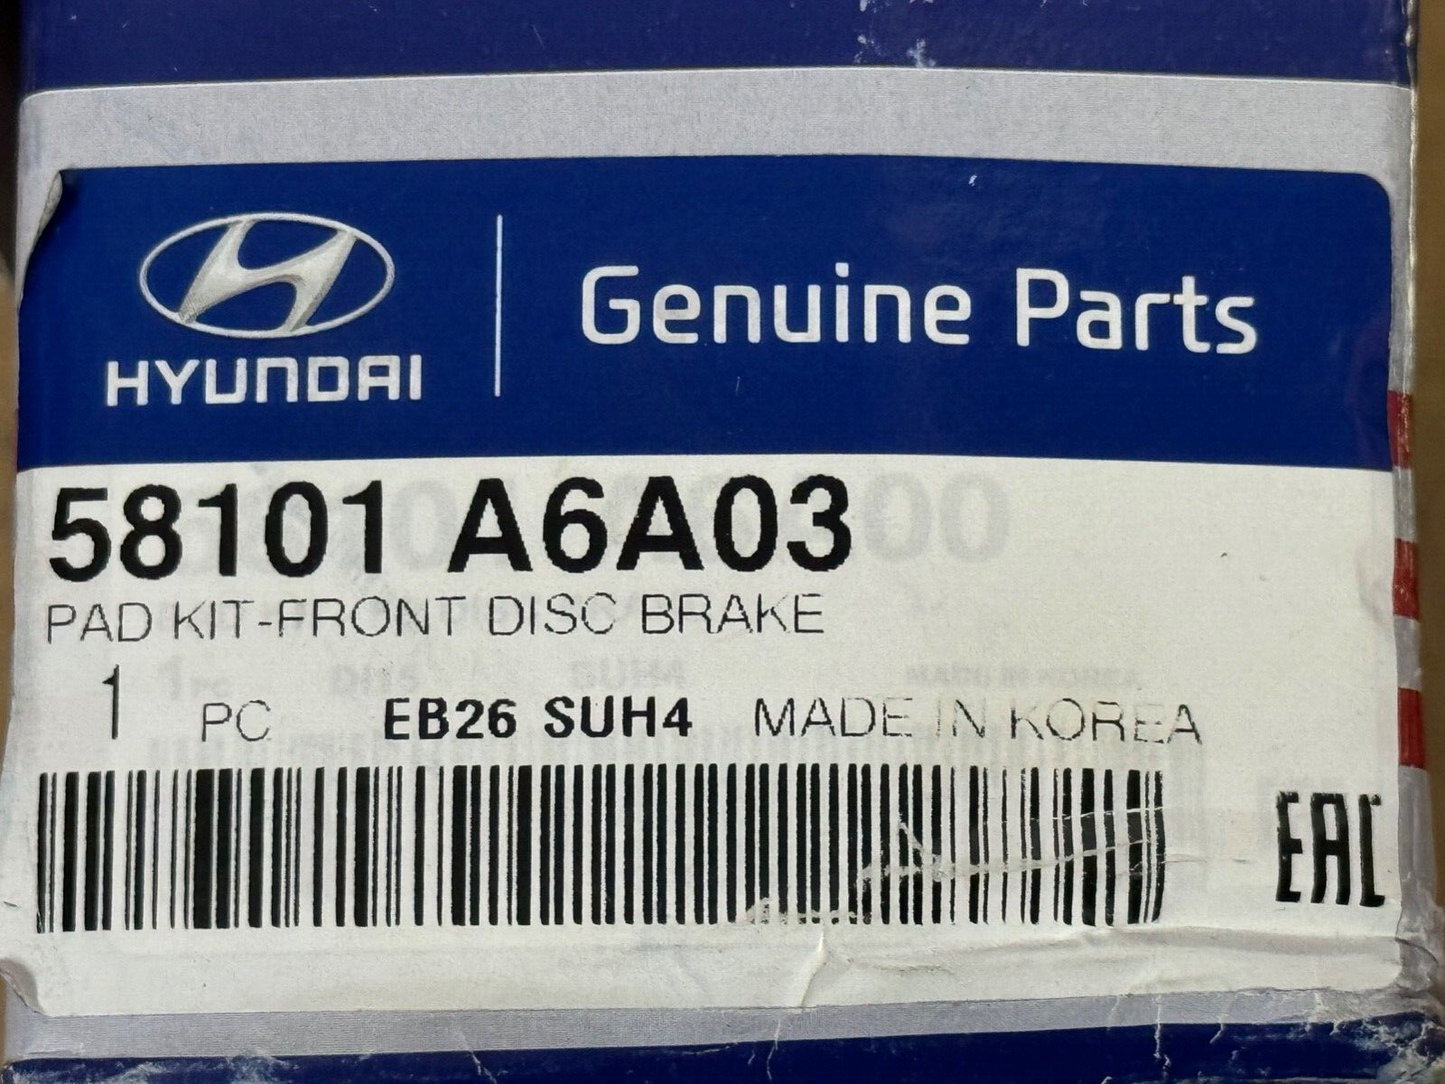 HYUNDAI
Genuine Parts
58101 A6A03
PAD KIT-FRONT DISC BRAKE
1 PC EB26 SUH4 MADE IN KOREA
EAC